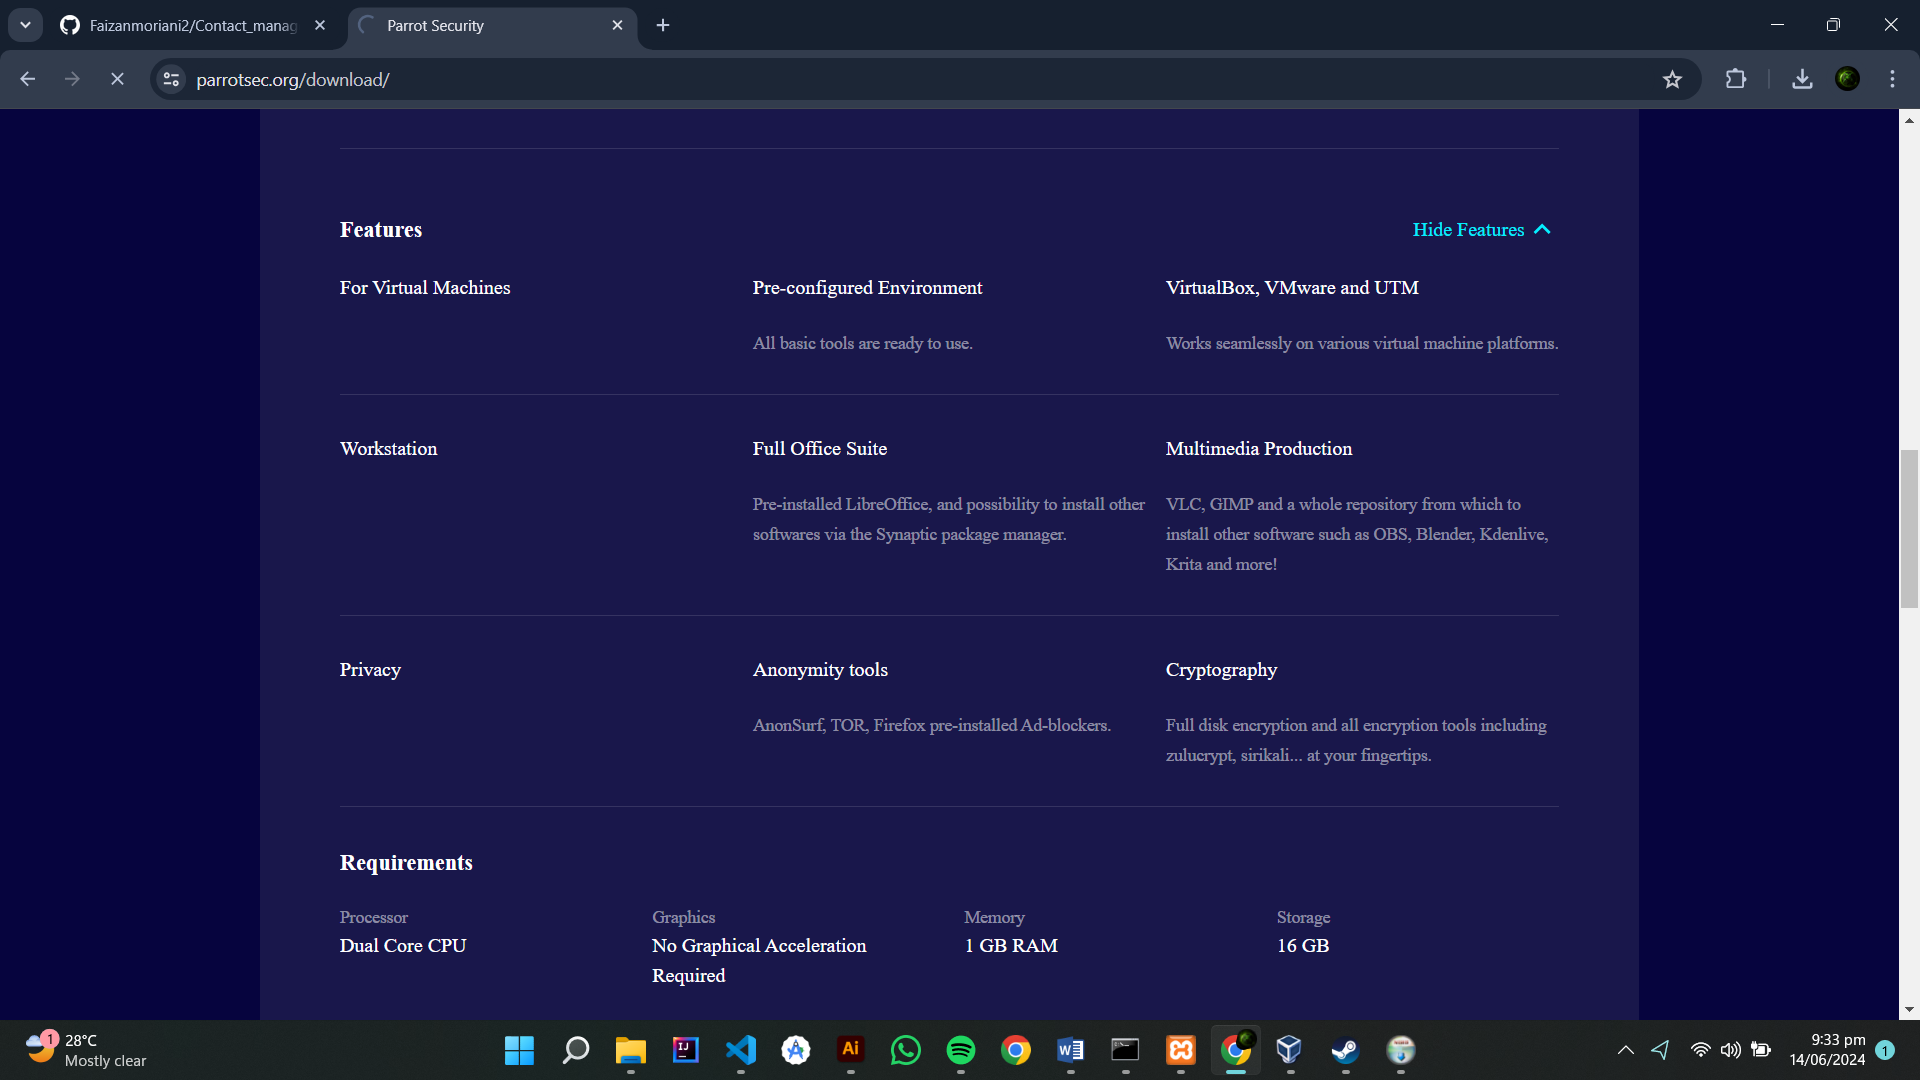 Faizanmoriani2/Contact_manag
Parrot Security
parrotsec.org/download/
Features
Hide Features
For Virtual Machines
Pre-configured Environment
All basic tools are ready to use.
VirtualBox, VMware and UTM
Works seamlessly on various virtual machine platforms.
Workstation
Full Office Suite
Pre-installed LibreOffice, and possibility to install other
softwares via the Synaptic package manager.
Multimedia Production
VLC, GIMP and a whole repository from which to
install other software such as OBS, Blender, Kdenlive,
Krita and more!
Privacy
Anonymity tools
AnonSurf, TOR, Firefox pre-installed Ad-blockers.
Cryptography
Full disk encryption and all encryption tools including
zulucrypt, sirikali... at your fingertips.
Requirements
Processor
Dual Core CPU
Graphics
No Graphical Acceleration
Required
Memory
1 GB RAM
Storage
16 GB
1
28°C
Mostly clear
IJ
Ai
W
9:33 pm
14/06/2024
1